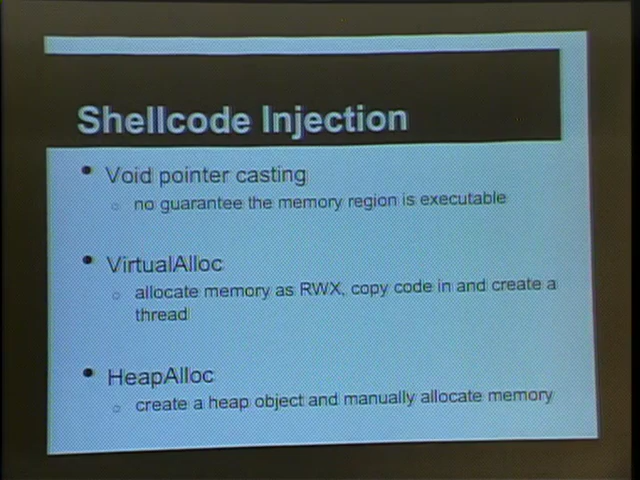 Shellcode Injection
• Void pointer casting
○ no guarantee the memory region is executable
• VirtualAlloc
○ allocate memory as RWX, copy code in and create a
thread
• HeapAlloc
○ create a heap object and manually allocate memory